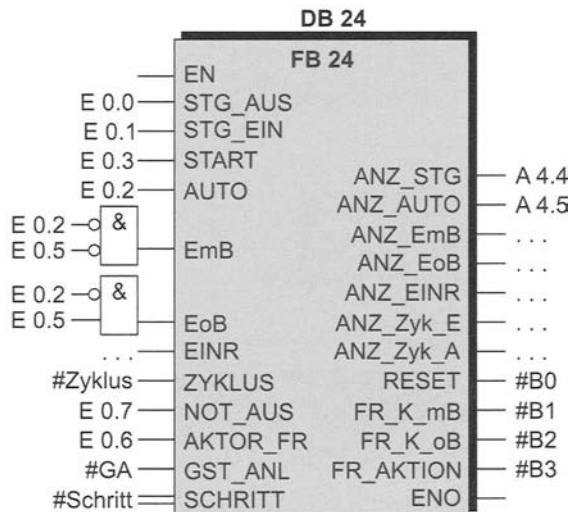 DB 24
FB 24
EN
E 0.0 STG_AUS
E 0.1 STG_EIN
E 0.3 START
E 0.2 AUTO
ANZ_STG A 4.4
ANZ_AUTO A 4.5
E 0.2 &
E 0.5 EmB
ANZ_EmB . . .
ANZ_EoB . . .
E 0.2 &
E 0.5 EoB
ANZ_EINR . . .
ANZ_Zyk_E . . .
. . . EINR
ANZ_Zyk_A . . .
#Zyklus ZYKLUS
RESET #B0
E 0.7 NOT_AUS
FR_K_mB #B1
E 0.6 AKTOR_FR
FR_K_oB #B2
#GA GST_ANL
FR_AKTION #B3
#Schritt SCHRITT
ENO